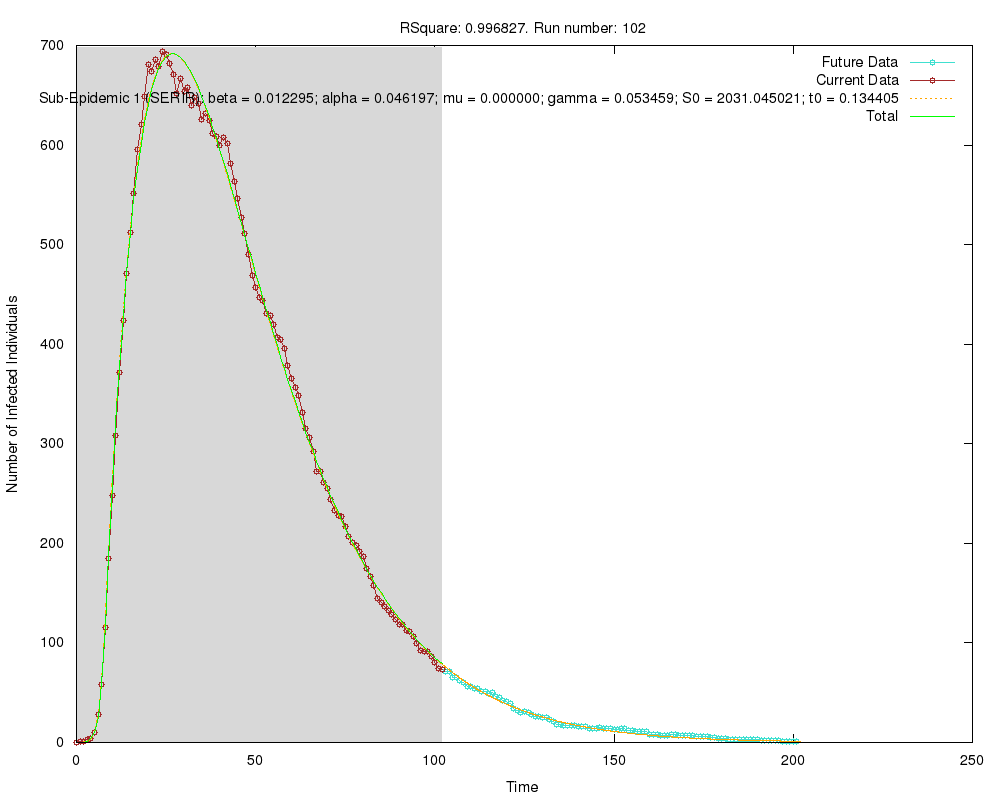 RSquare: 0.996827. Run number: 102
700
600
500
400
300
200
100
0
0 50 100 150 200 250
Number of Infected Individuals
Time
Future Data
Current Data
Sub-Epidemic 1 beta = 0.012295; alpha = 0.046197; mu = 0.000000; gamma = 0.053459; S0 = 2031.045021; t0 = 0.134405
Total